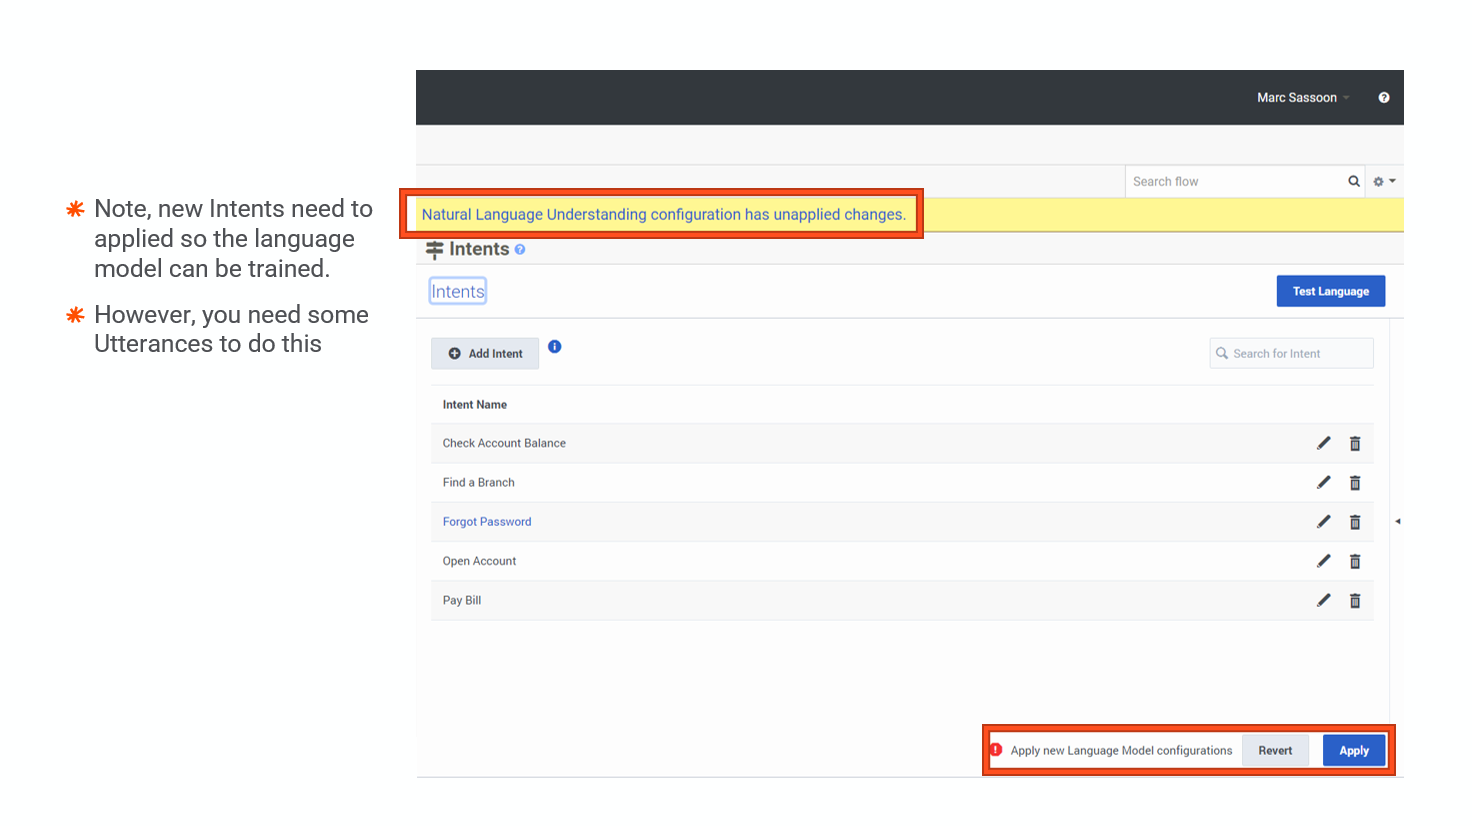 Note, new Intents need to
applied so the language
model can be trained.
However, you need some
Utterances to do this
Marc Sassoon
Search flow
Natural Language Understanding configuration has unapplied changes.
Intents
Intents
Test Language
Add Intent
Search for Intent
Intent Name
Check Account Balance
Find a Branch
Forgot Password
Open Account
Pay Bill
Apply new Language Model configurations
Revert
Apply